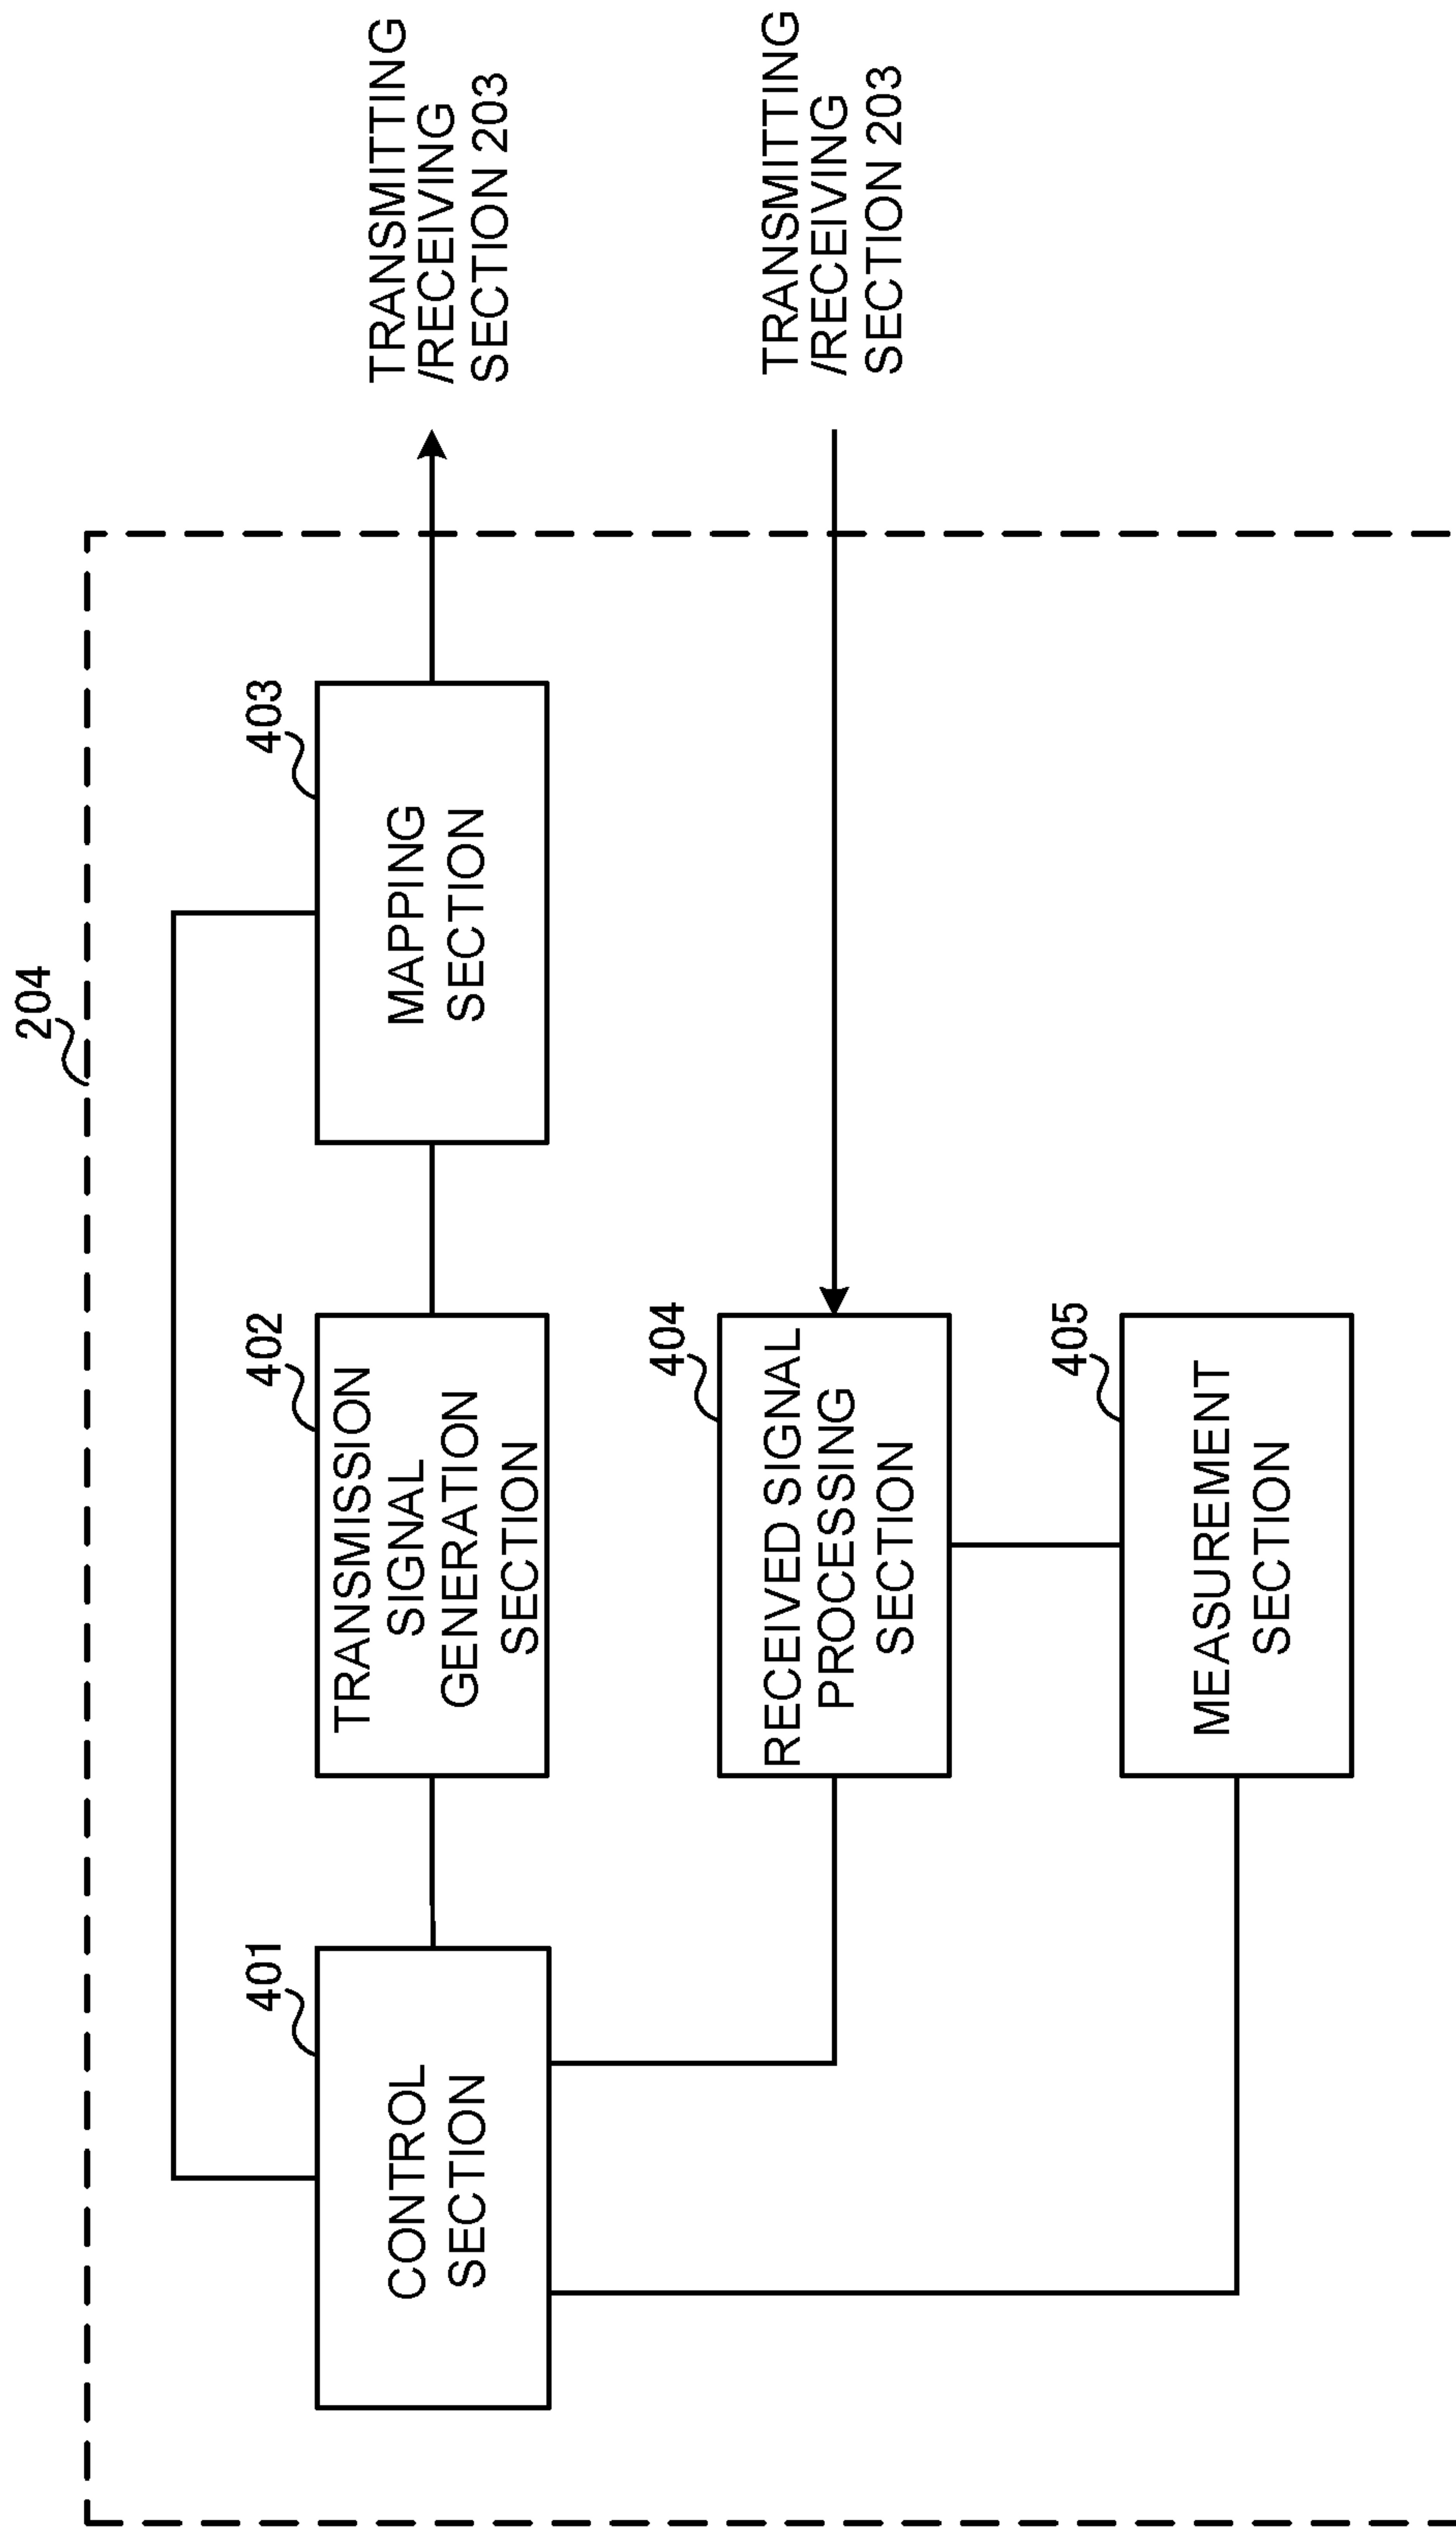 204
401
CONTROL
SECTION
402
TRANSMISSION
SIGNAL
GENERATION
SECTION
403
MAPPING
SECTION
TRANSMITTING
/RECEIVING
SECTION 203
404
RECEIVED SIGNAL
PROCESSING
SECTION
TRANSMITTING
/RECEIVING
SECTION 203
405
MEASUREMENT
SECTION